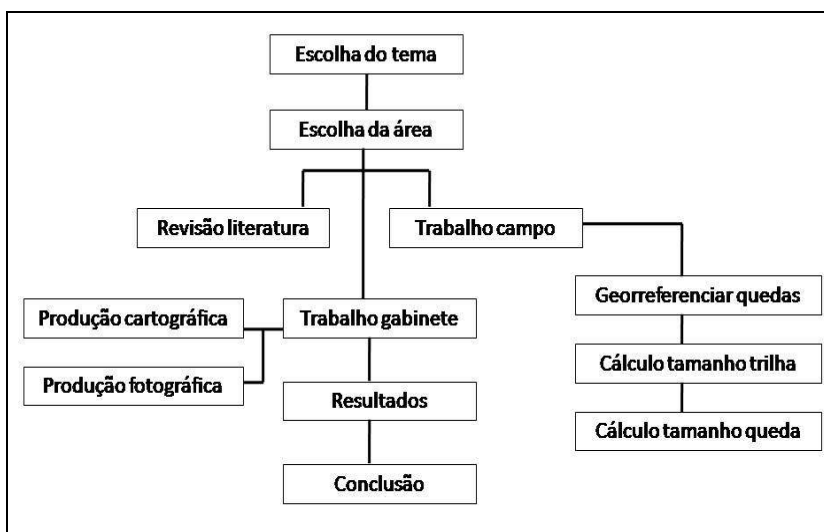 Escolha do tema
Escolha da área
Revisão literatura
Trabalho campo
Georreferenciar quedas
Produção cartográfica
Trabalho gabinete
Cálculo tamanho trilha
Produção fotográfica
Resultados
Cálculo tamanho queda
Conclusão